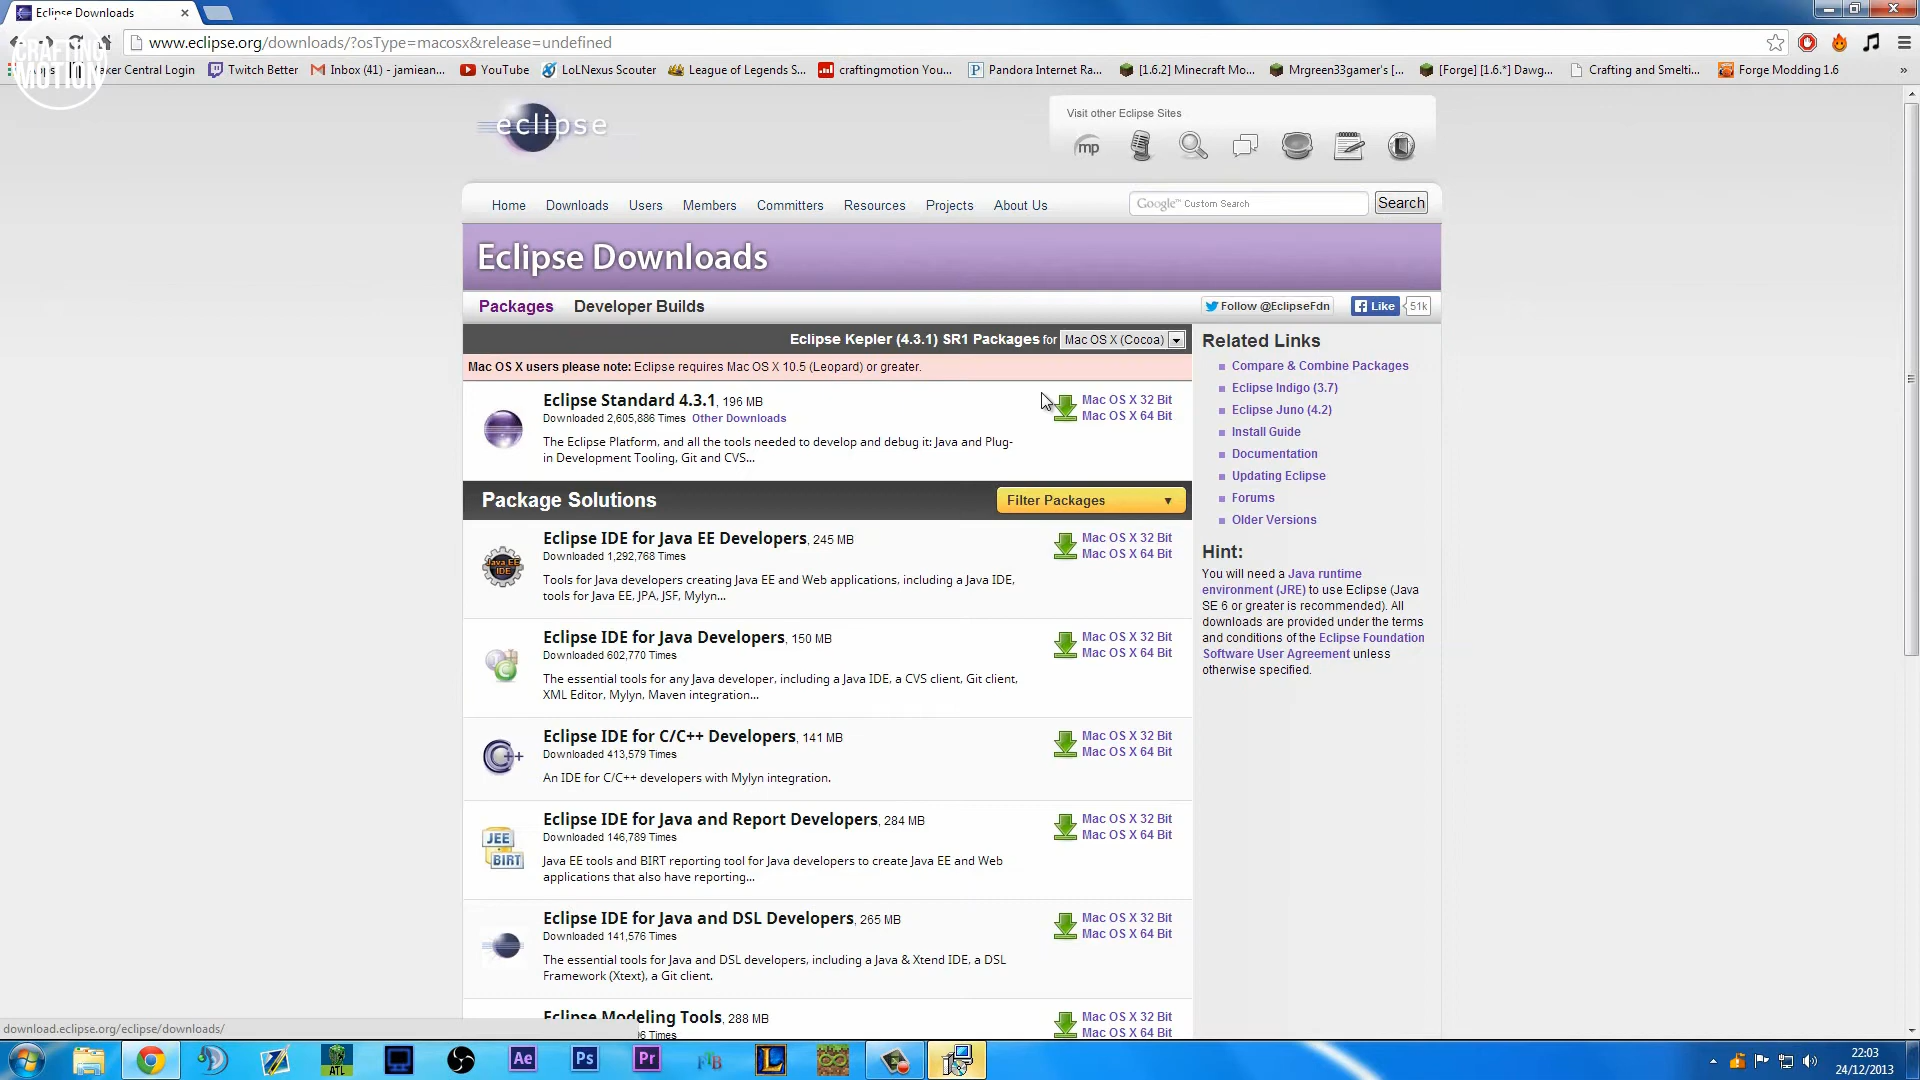 Eclipse Downloads
www.eclipse.org/downloads/?osType=macosx&release=undefined
CRAFTING MOTION
Apps
Maker Central Login
Twitch Better
Inbox (41) - jamiean...
YouTube
LoLNexus Scouter
League of Legends S...
craftingmotion You...
Pandora Internet Ra...
[1.6.2] Minecraft Mo...
Mrgreen33gamer's [...
[Forge] [1.6.*] Dawg...
Crafting and Smelti...
Forge Modding 1.6
»
eclipse
Visit other Eclipse Sites
mp
Home Downloads Users Members Committers Resources Projects About Us
Google™ Custom Search
Search
Eclipse Downloads
Packages Developer Builds
Follow @EclipseFdn
Like 51k
Eclipse Kepler (4.3.1) SR1 Packages for Mac OS X (Cocoa)
Mac OS X users please note: Eclipse requires Mac OS X 10.5 (Leopard) or greater.
Eclipse Standard 4.3.1, 196 MB
Downloaded 2,605,886 Times Other Downloads
The Eclipse Platform, and all the tools needed to develop and debug it: Java and Plug-
in Development Tooling, Git and CVS...
Mac OS X 32 Bit
Mac OS X 64 Bit
Package Solutions
Filter Packages
Java EE
IDE
Eclipse IDE for Java EE Developers, 245 MB
Downloaded 1,292,768 Times
Tools for Java developers creating Java EE and Web applications, including a Java IDE,
tools for Java EE, JPA, JSF, Mylyn...
Mac OS X 32 Bit
Mac OS X 64 Bit
Eclipse IDE for Java Developers, 150 MB
Downloaded 602,770 Times
The essential tools for any Java developer, including a Java IDE, a CVS client, Git client,
XML Editor, Mylyn, Maven integration...
Mac OS X 32 Bit
Mac OS X 64 Bit
C++
Eclipse IDE for C/C++ Developers, 141 MB
Downloaded 413,579 Times
An IDE for C/C++ developers with Mylyn integration.
Mac OS X 32 Bit
Mac OS X 64 Bit
JEE
BIRT
Eclipse IDE for Java and Report Developers, 284 MB
Downloaded 146,789 Times
Java EE tools and BIRT reporting tool for Java developers to create Java EE and Web
applications that also have reporting...
Mac OS X 32 Bit
Mac OS X 64 Bit
Eclipse IDE for Java and DSL Developers, 265 MB
Downloaded 141,576 Times
The essential tools for Java and DSL developers, including a Java & Xtend IDE, a DSL
Framework (Xtext), a Git client.
Mac OS X 32 Bit
Mac OS X 64 Bit
Eclipse Modeling Tools, 288 MB
Times
Mac OS X 32 Bit
Mac OS X 64 Bit
Related Links
Compare & Combine Packages
Eclipse Indigo (3.7)
Eclipse Juno (4.2)
Install Guide
Documentation
Updating Eclipse
Forums
Older Versions
Hint:
You will need a Java runtime
environment (JRE) to use Eclipse (Java
SE 6 or greater is recommended). All
downloads are provided under the terms
and conditions of the Eclipse Foundation
Software User Agreement unless
otherwise specified.
download.eclipse.org/eclipse/downloads/
ATL
Ae
Ps
Pr
FTB
L
22:03
24/12/2013